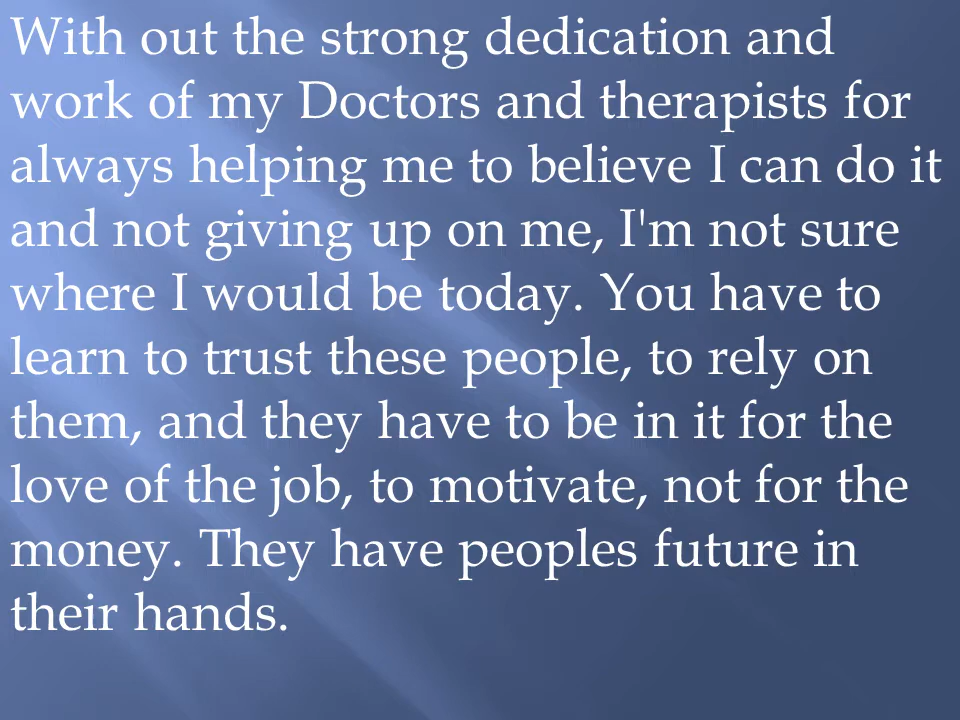 With out the strong dedication and
work of my Doctors and therapists for
always helping me to believe I can do it
and not giving up on me, I'm not sure
where I would be today. You have to
learn to trust these people, to rely on
them, and they have to be in it for the
love of the job, to motivate, not for the
money. They have peoples future in
their hands.